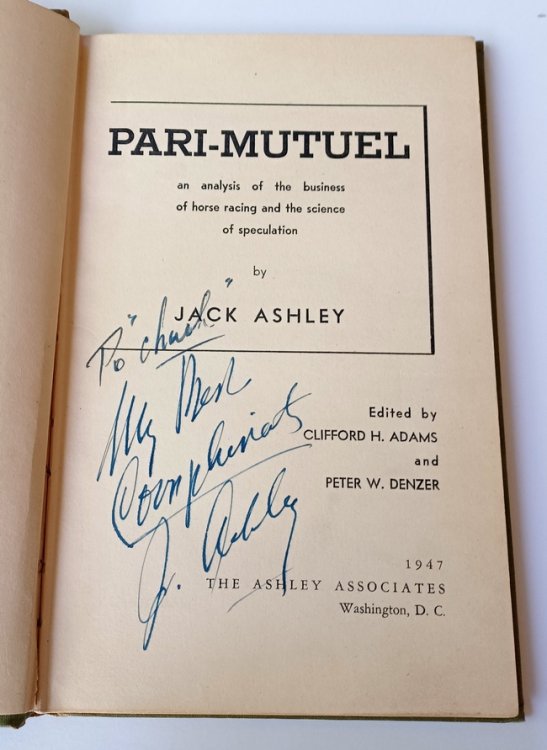 PARI-MUTUEL
an analysis of the business
of horse racing and the science
of speculation
by
JACK ASHLEY
To "Chuck"
My Best
Compliments
J. Ashley
Edited by
CLIFFORD H. ADAMS
and
PETER W. DENZER
1947
THE ASHLEY ASSOCIATES
Washington, D. C.